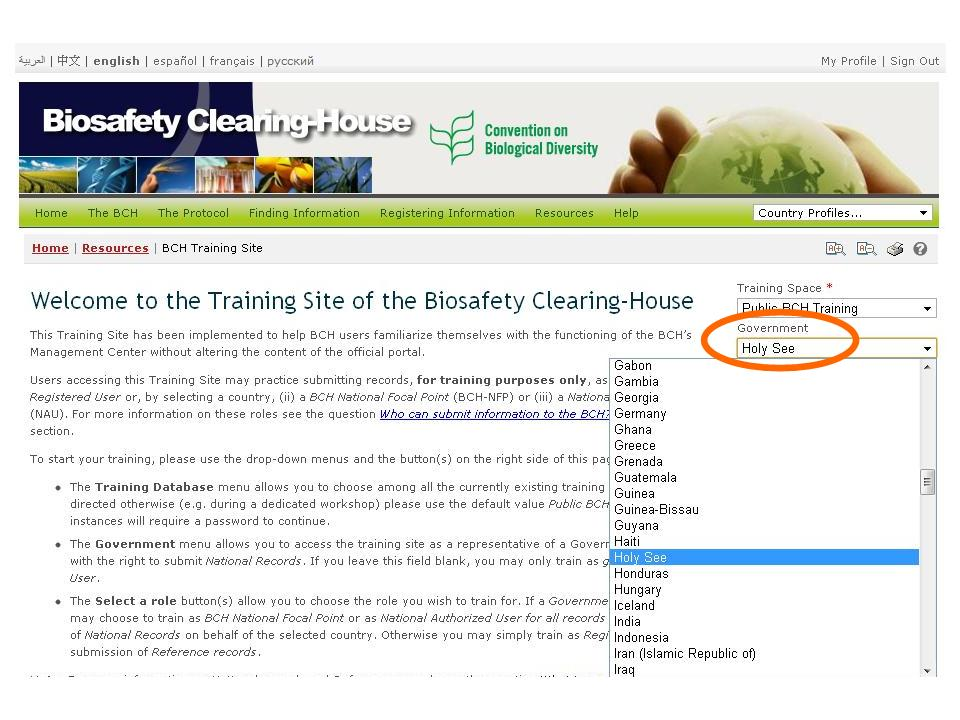 العربية | 中文 | english | español | français | русский
My Profile | Sign Out
Biosafety Clearing-House
Convention on
Biological Diversity
Home The BCH The Protocol Finding Information Registering Information Resources Help Country Profiles...
Home | Resources | BCH Training Site
Welcome to the Training Site of the Biosafety Clearing-House
This Training Site has been implemented to help BCH users familiarize themselves with the functioning of the BCH's
Management Center without altering the content of the official portal.
Users accessing this Training Site may practice submitting records, for training purposes only, as
Registered User or, by selecting a country, (ii) a BCH National Focal Point (BCH-NFP) or (iii) a Nationa
(NAU). For more information on these roles see the question Who can submit information to the BCH?
section.
To start your training, please use the drop-down menus and the button(s) on the right side of this pag
• The Training Database menu allows you to choose among all the currently existing training
directed otherwise (e.g. during a dedicated workshop) please use the default value Public BCH
instances will require a password to continue.
• The Government menu allows you to access the training site as a representative of a Govern
with the right to submit National Records. If you leave this field blank, you may only train as g
User.
• The Select a role button(s) allow you to choose the role you wish to train for. If a Governme
may choose to train as BCH National Focal Point or as National Authorized User for all records
of National Records on behalf of the selected country. Otherwise you may simply train as Regi
submission of Reference records.
Training Space *
Public BCH Training
Government
Holy See
Gabon
Gambia
Georgia
Germany
Ghana
Greece
Grenada
Guatemala
Guinea
Guinea-Bissau
Guyana
Haiti
Holy See
Honduras
Hungary
Iceland
India
Indonesia
Iran (Islamic Republic of)
Iraq